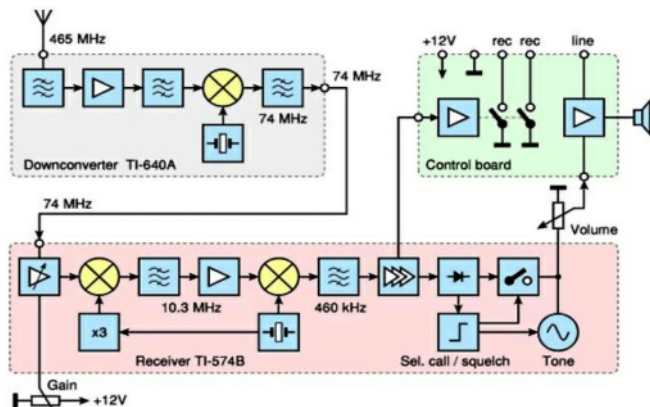 465 MHz
+12V rec rec line
74 MHz
74 MHz
Downconverter TI-640A
Control board
74 MHz
Volume
10.3 MHz
460 kHz
x3
Receiver TI-574B
Sel. call / squelch
Tone
Gain
+12V